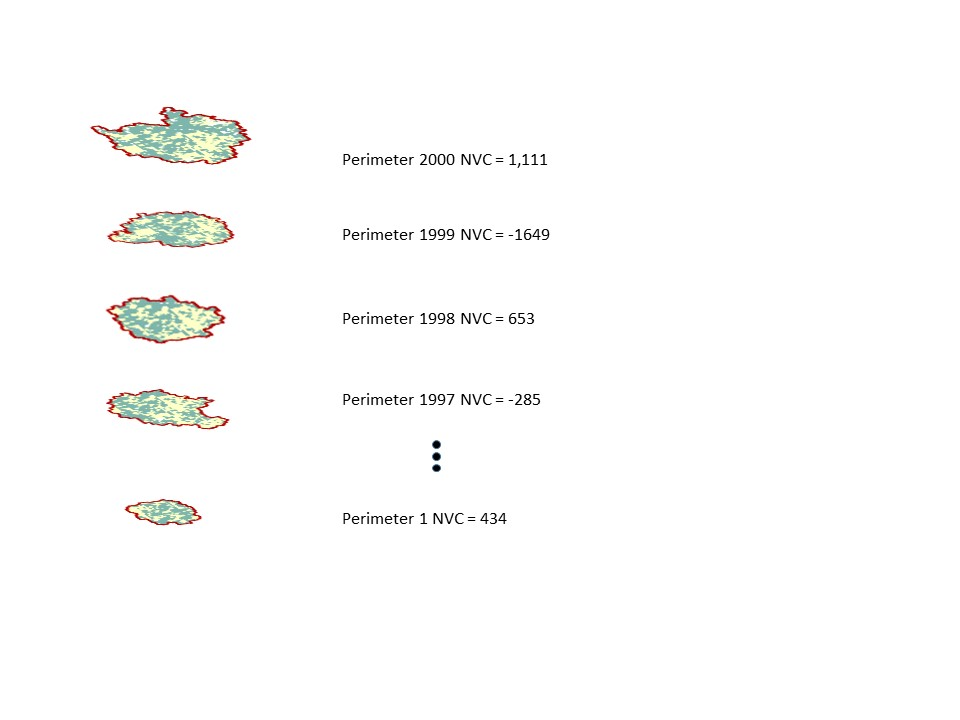 Perimeter 2000 NVC = 1,111
Perimeter 1999 NVC = -1649
Perimeter 1998 NVC = 653
Perimeter 1997 NVC = -285
Perimeter 1 NVC = 434